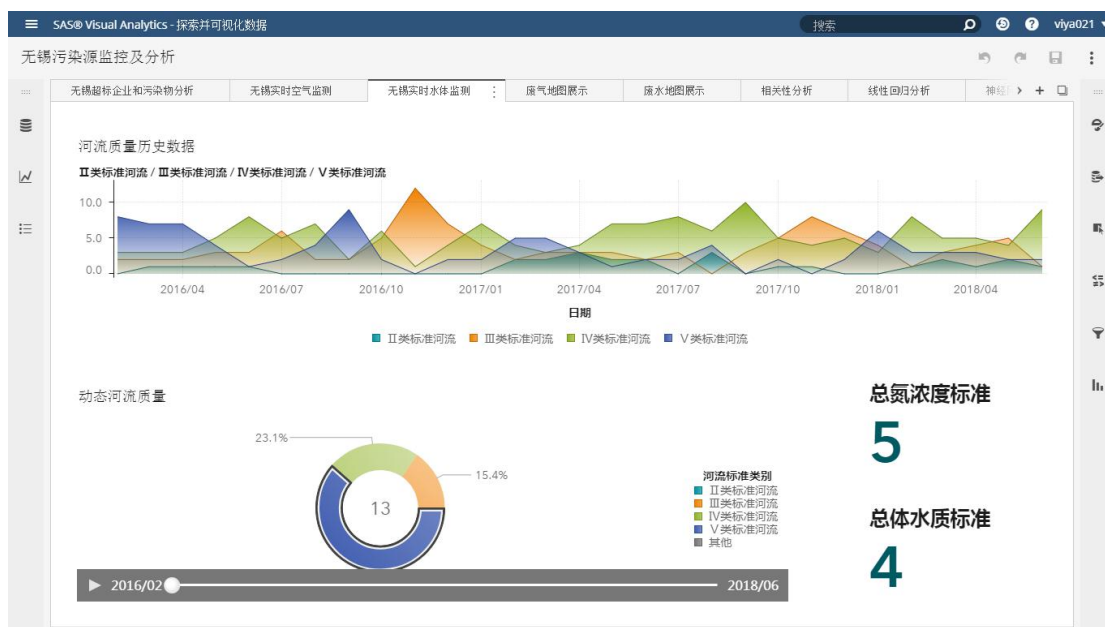 SAS® Visual Analytics - 探索并可视化数据
搜索
viya021
无锡污染源监控及分析
无锡超标企业和污染物分析
无锡实时空气监测
无锡实时水体监测
废气地图展示
废水地图展示
相关性分析
线性回归分析
神经
河流质量历史数据
II类标准河流 / III类标准河流 / IV类标准河流 / V类标准河流
10.0
5.0
0.0
2016/04
2016/07
2016/10
2017/01
2017/04
2017/07
2017/10
2018/01
2018/04
日期
II类标准河流
III类标准河流
IV类标准河流
V类标准河流
动态河流质量
23.1%
15.4%
13
河流标准类别
II类标准河流
III类标准河流
IV类标准河流
V类标准河流
其他
2016/02
2018/06
总氮浓度标准
5
总体水质标准
4